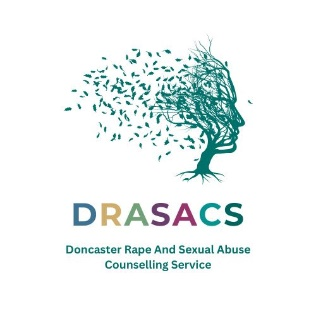 DRASACS
Doncaster Rape And Sexual Abuse
Counselling Service